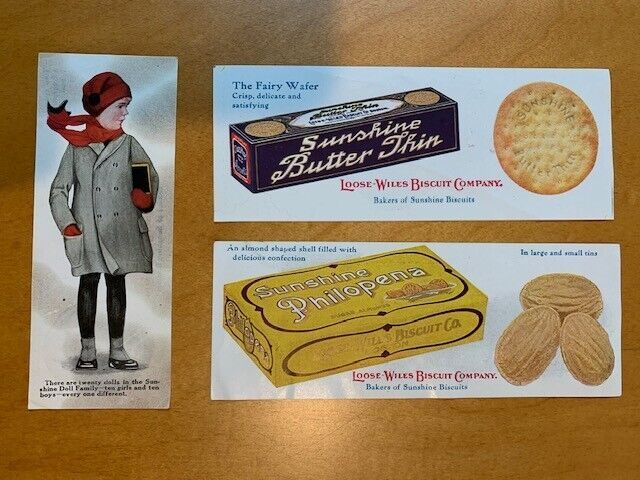 There are twenty dolls in the Sun-
shine Doll Family—ten girls and ten
boys—every one different.
The Fairy Wafer
Crisp, delicate and
satisfying
Sunshine
Butter Thin
Sunshine
Butter Thin
SUNSHINE
LOOSE-WILES BISCUIT COMPANY.
Bakers of Sunshine Biscuits
An almond shaped shell filled with
delicious confection
In large and small tins
Sunshine
Philopena
BISCUIT CO.
LOOSE-WILES BISCUIT COMPANY.
Bakers of Sunshine Biscuits